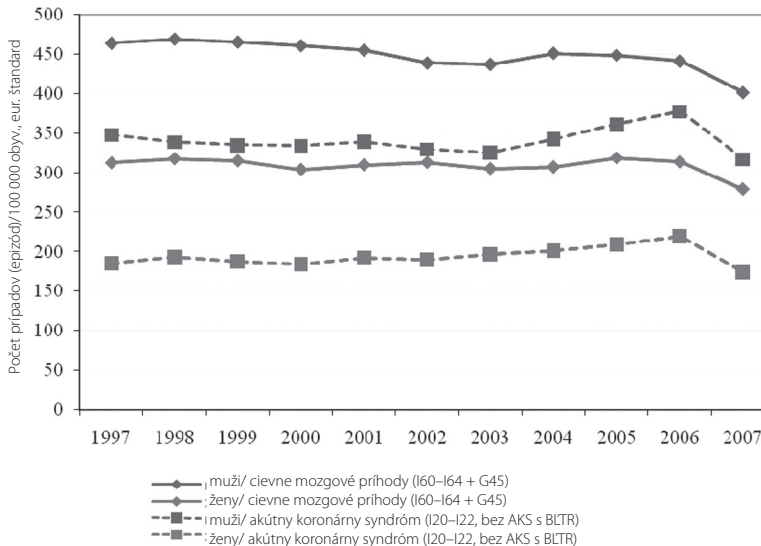 Počet prípadov (epizód)/100 000 obyv., eur. štandard
500
450
400
350
300
250
200
150
100
50
0
1997 1998 1999 2000 2001 2002 2003 2004 2005 2006 2007
muži/ cievne mozgové príhody (I60–I64 + G45)
ženy/ cievne mozgové príhody (I60–I64 + G45)
muži/ akútny koronárny syndróm (I20–I22, bez AKS s BĽTR)
ženy/ akútny koronárny syndróm (I20–I22, bez AKS s BĽTR)